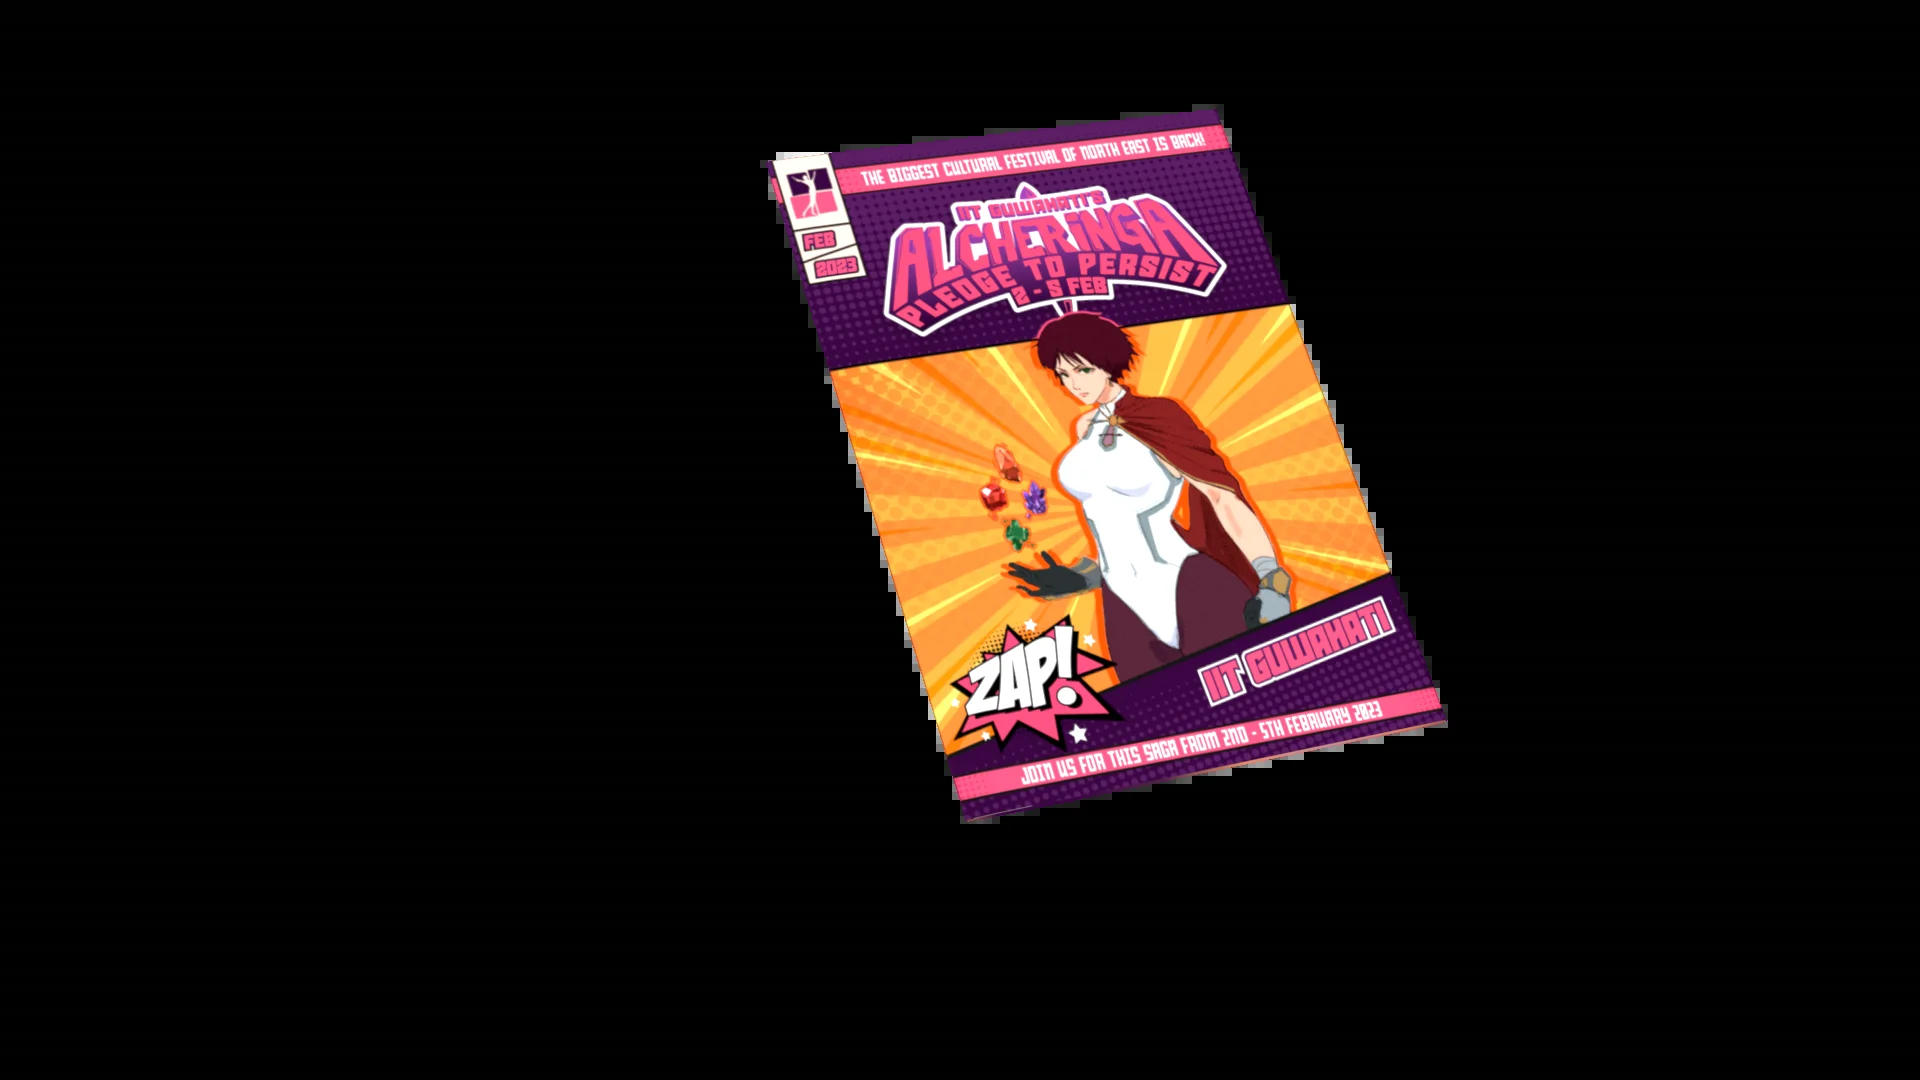 THE BIGGEST CULTURAL FESTIVAL OF NORTH EAST IS BACK!
FEB
2023
IIT GUWAHATI'S
ALCHERINGA
PLEDGE TO PERSIST
2 - 5 FEB
ZAP!
IIT GUWAHATI
JOIN US FOR THIS SAGA FROM 2ND - 5TH FEBRUARY 2023